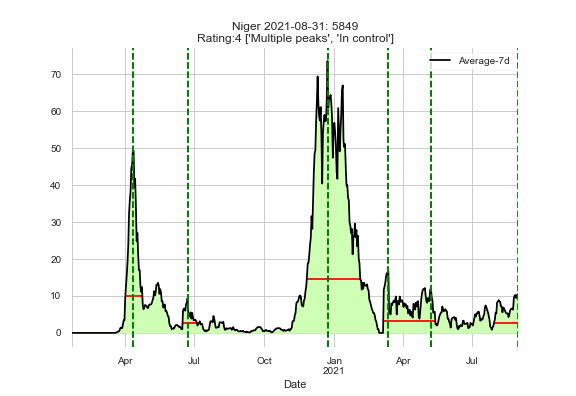 Niger 2021-08-31: 5849
Rating:4 ['Multiple peaks', 'In control']
Average-7d
70
60
50
40
30
20
10
0
Apr Jul Oct Jan Apr Jul
2021
Date